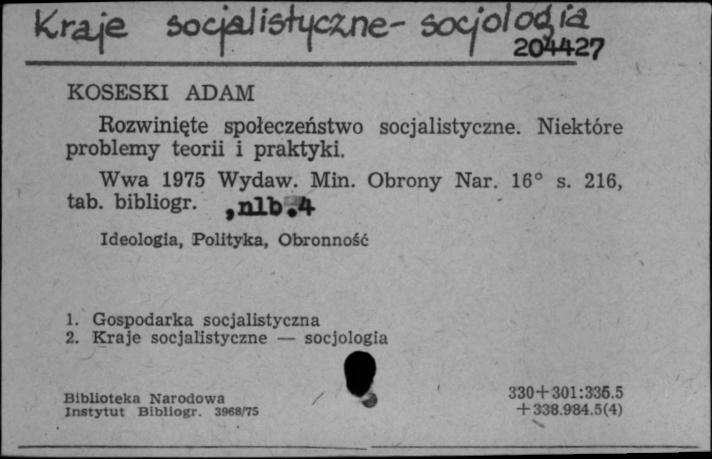 Kraje socjalistyczne - socjologia
204427
KOSESKI ADAM
Rozwinięte społeczeństwo socjalistyczne. Niektóre
problemy teorii i praktyki.
Wwa 1975 Wydaw. Min. Obrony Nar. 16° s. 216,
tab. bibliogr. , nlb. 4
Ideologia, Polityka, Obronność
1. Gospodarka socjalistyczna
2. Kraje socjalistyczne — socjologia
Biblioteka Narodowa
Instytut Bibliogr. 3968/75
330+301:335.5
+338.984.5(4)